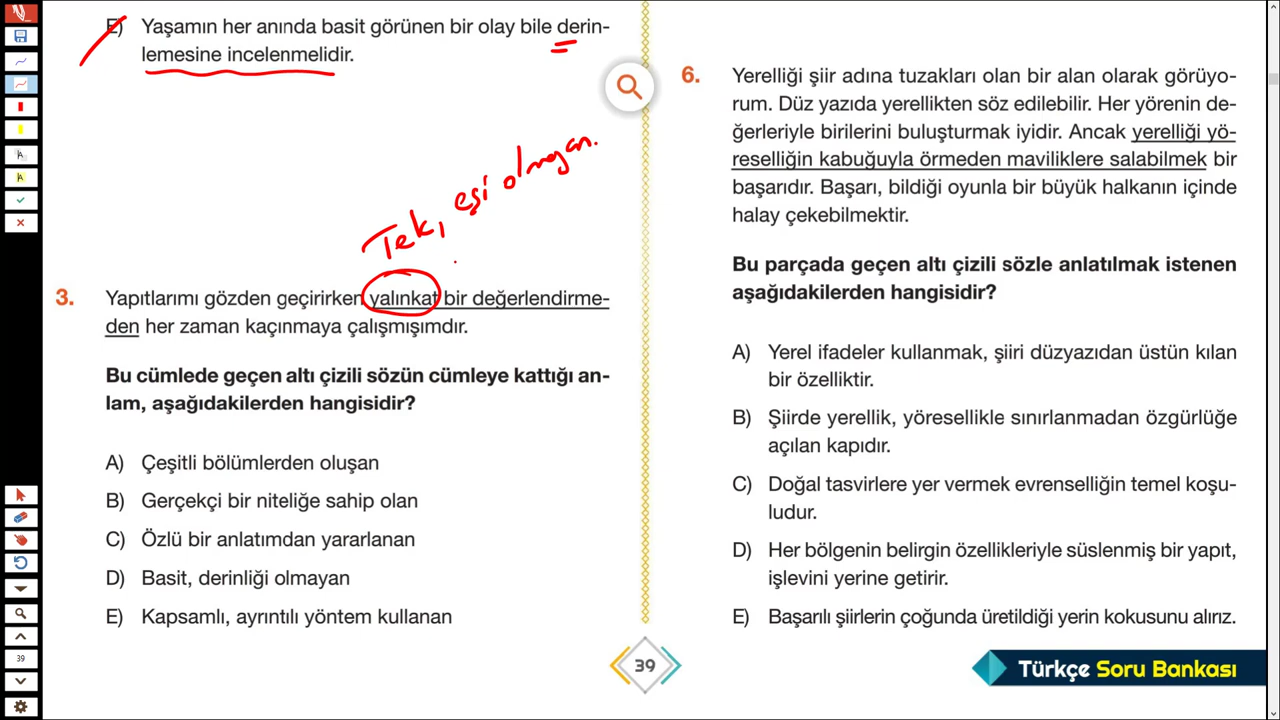 E) Yaşamın her anında basit görünen bir olay bile derin-
lemesine incelenmelidir.
Tek, eşi olmayan.
3. Yapıtlarımı gözden geçirirken yalınkat bir değerlendirme-
den her zaman kaçınmaya çalışmışımdır.
Bu cümlede geçen altı çizili sözün cümleye kattığı an-
lam, aşağıdakilerden hangisidir?
A) Çeşitli bölümlerden oluşan
B) Gerçekçi bir niteliğe sahip olan
C) Özlü bir anlatımdan yararlanan
D) Basit, derinliği olmayan
E) Kapsamlı, ayrıntılı yöntem kullanan
6. Yerelliği şiir adına tuzakları olan bir alan olarak görüyo-
rum. Düz yazıda yerellikten söz edilebilir. Her yörenin de-
ğerleriyle birilerini buluşturmak iyidir. Ancak yerelliği yö-
reselliğin kabuğuyla örmeden maviliklere salabilmek bir
başarıdır. Başarı, bildiği oyunla bir büyük halkanın içinde
halay çekebilmektir.
Bu parçada geçen altı çizili sözle anlatılmak istenen
aşağıdakilerden hangisidir?
A) Yerel ifadeler kullanmak, şiiri düzyazıdan üstün kılan
bir özelliktir.
B) Şiirde yerellik, yöresellikle sınırlanmadan özgürlüğe
açılan kapıdır.
C) Doğal tasvirlere yer vermek evrenselliğin temel koşu-
ludur.
D) Her bölgenin belirgin özellikleriyle süslenmiş bir yapıt,
işlevini yerine getirir.
E) Başarılı şiirlerin çoğunda üretildiği yerin kokusunu alırız.
39
Türkçe Soru Bankası
A
A
39